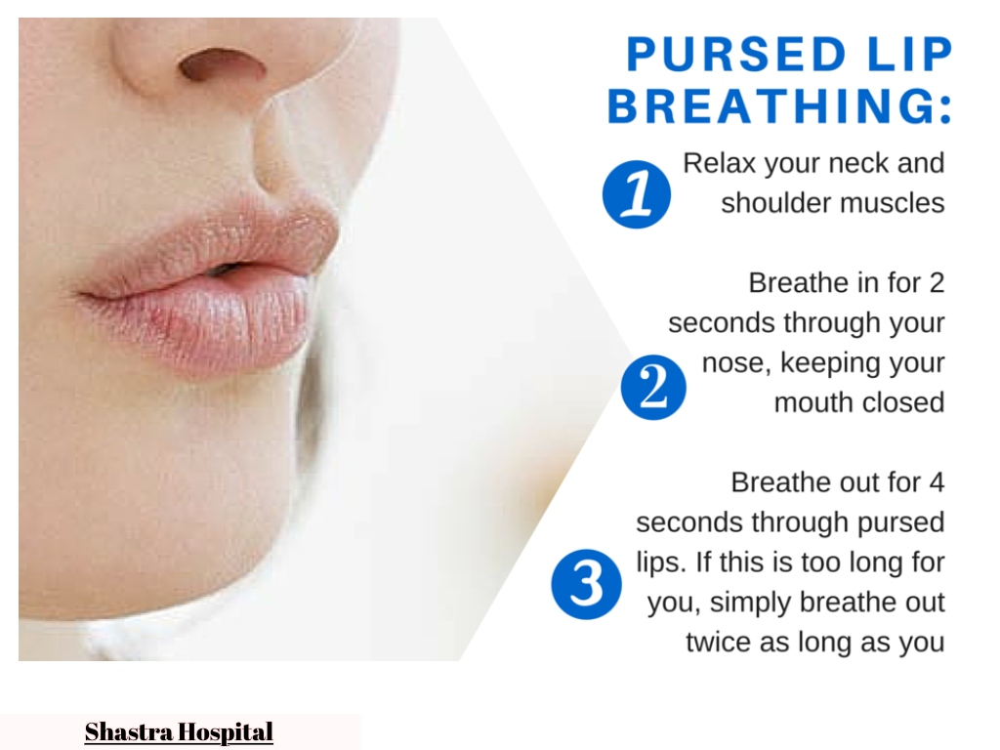 PURSED LIP
BREATHING:
1
Relax your neck and
shoulder muscles
2
Breathe in for 2
seconds through your
nose, keeping your
mouth closed
3
Breathe out for 4
seconds through pursed
lips. If this is too long for
you, simply breathe out
twice as long as you
Shastra Hospital